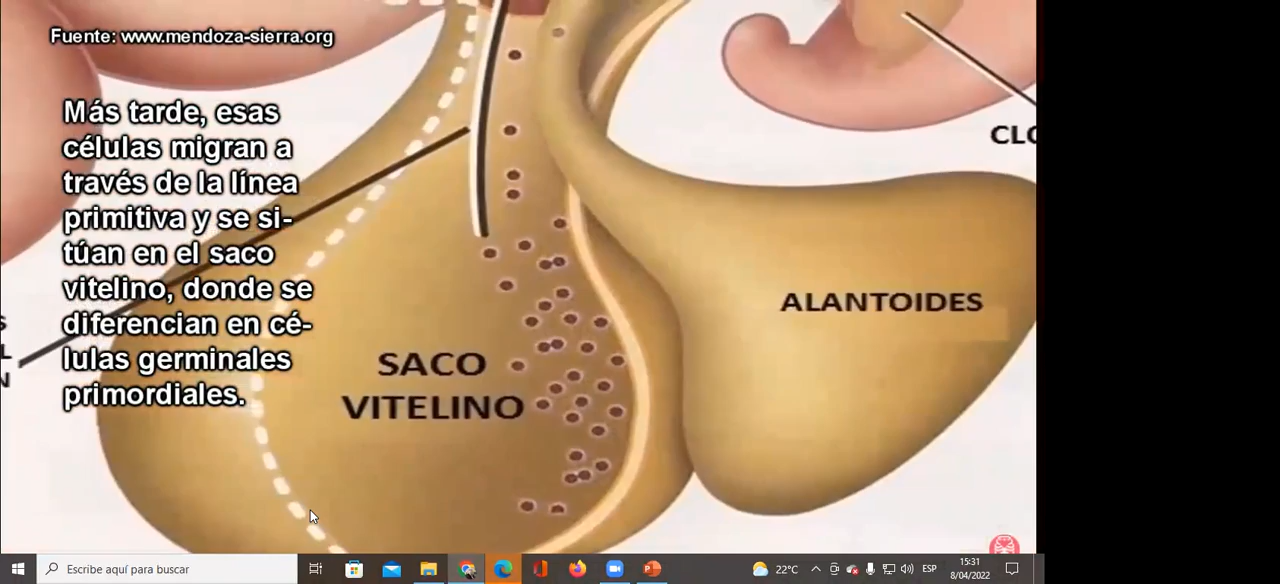 Fuente: www.mendoza-sierra.org
Más tarde, esas
células migran a
través de la línea
primitiva y se si-
túan en el saco
vitelino, donde se
diferencian en cé-
lulas germinales
primordiales.
SACO
VITELINO
ALANTOIDES
CLO
S
L
N
Escribe aquí para buscar
22°C
ESP
15:31
8/04/2022